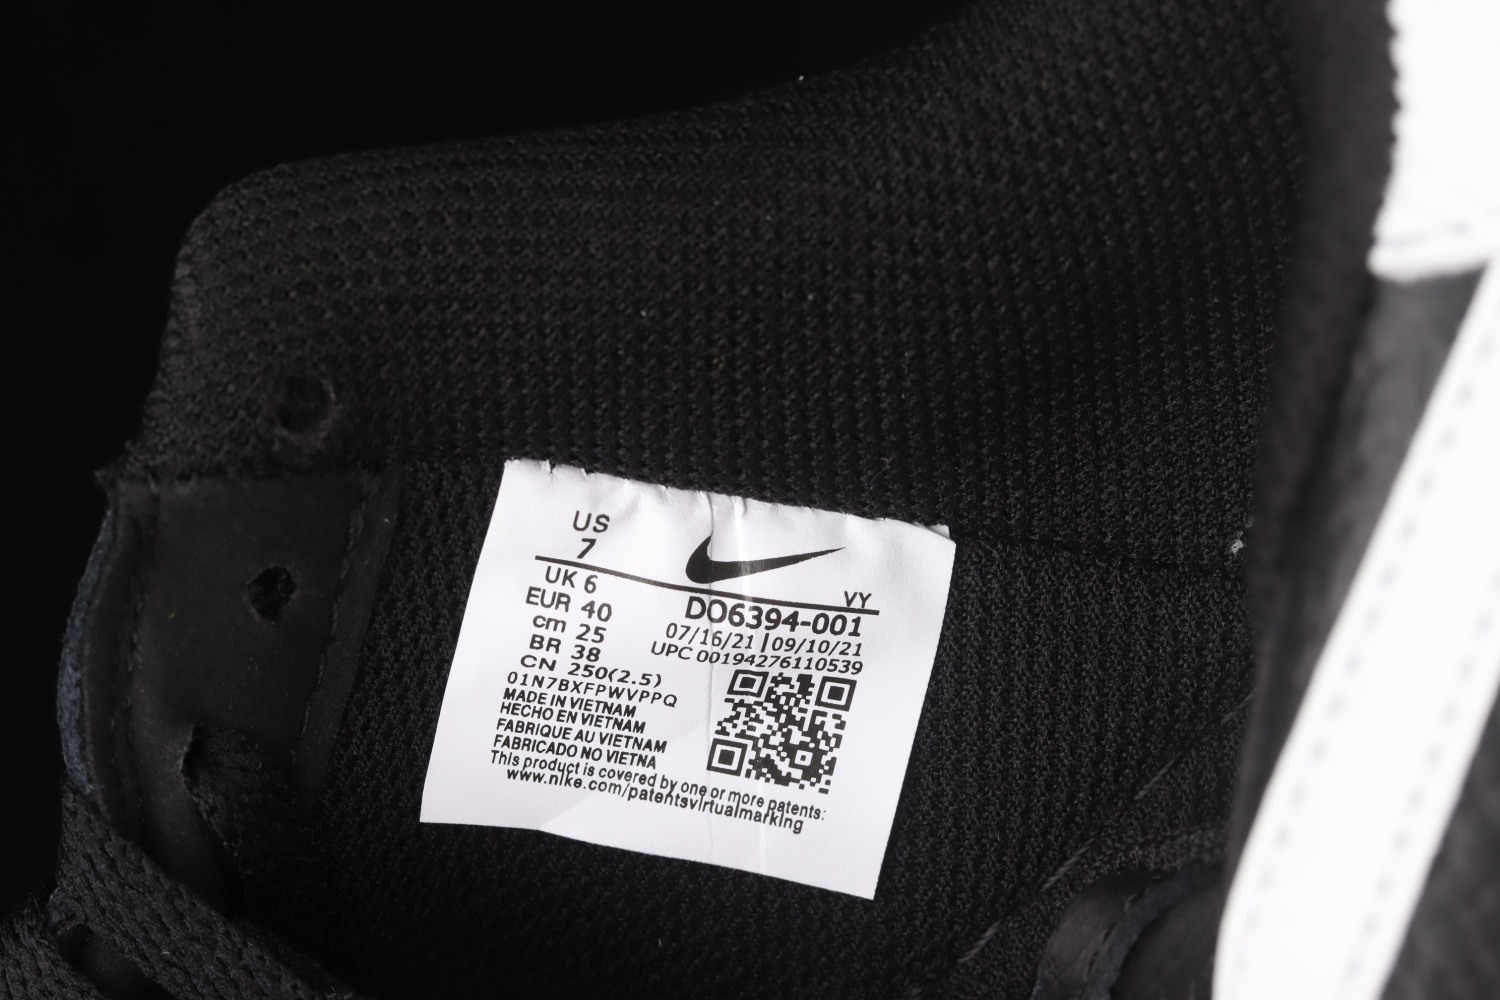 US
7
UK 6
EUR 40
cm 25
BR 38
CN 250(2.5)
VY
DO6394-001
07/16/21 | 09/10/21
UPC 00194276110539
01N7BXFPWVPPQ
MADE IN VIETNAM
HECHO EN VIETNAM
FABRIQUE AU VIETNAM
FABRICADO NO VIETNA
This product is covered by one or more patents:
www.nike.com/patentsvirtualmarking